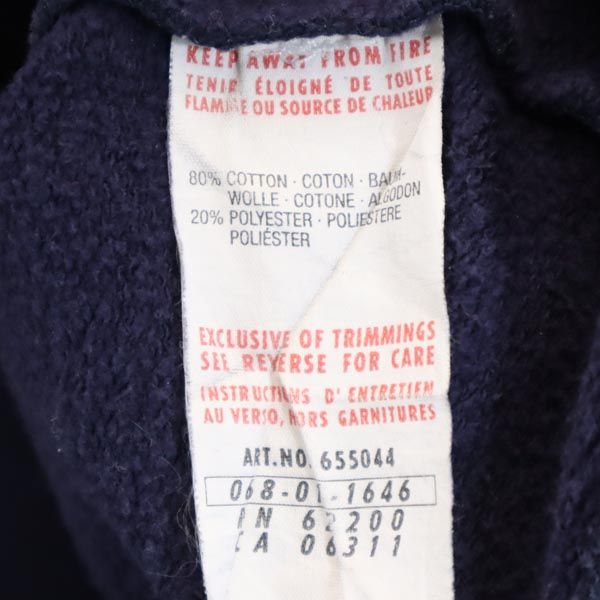 KEEP AWAY FROM FIRE
TENIR ÉLOIGNÉ DE TOUTE
FLAMME OU SOURCE DE CHALEUR
80% COTTON · COTON · BAUM-
WOLLE · COTONE · ALGODON
20% POLYESTER · POLIESTERE
POLIÉSTER
EXCLUSIVE OF TRIMMINGS
SEE REVERSE FOR CARE
INSTRUCTIONS D'ENTRETIEN
AU VERSO, HORS GARNITURES
ART.NO. 655044
068-01-1646
RN 62200
CA 06311